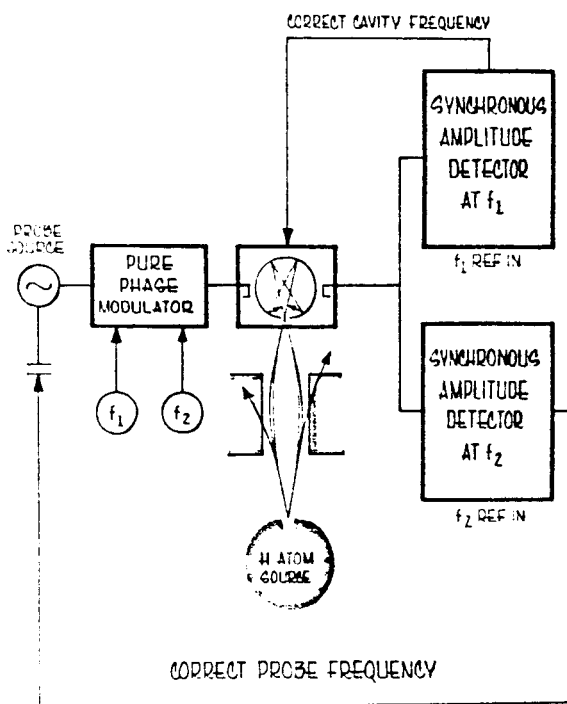 CORRECT CAVITY FREQUENCY
SYNCHRONOUS
AMPLITUDE
DETECTOR
AT f1
f1 REF IN
PROBE
SOURCE
PURE
PHASE
MODULATOR
f1
f2
SYNCHRONOUS
AMPLITUDE
DETECTOR
AT f2
f2 REF IN
H ATOM
SOURCE
CORRECT PROBE FREQUENCY